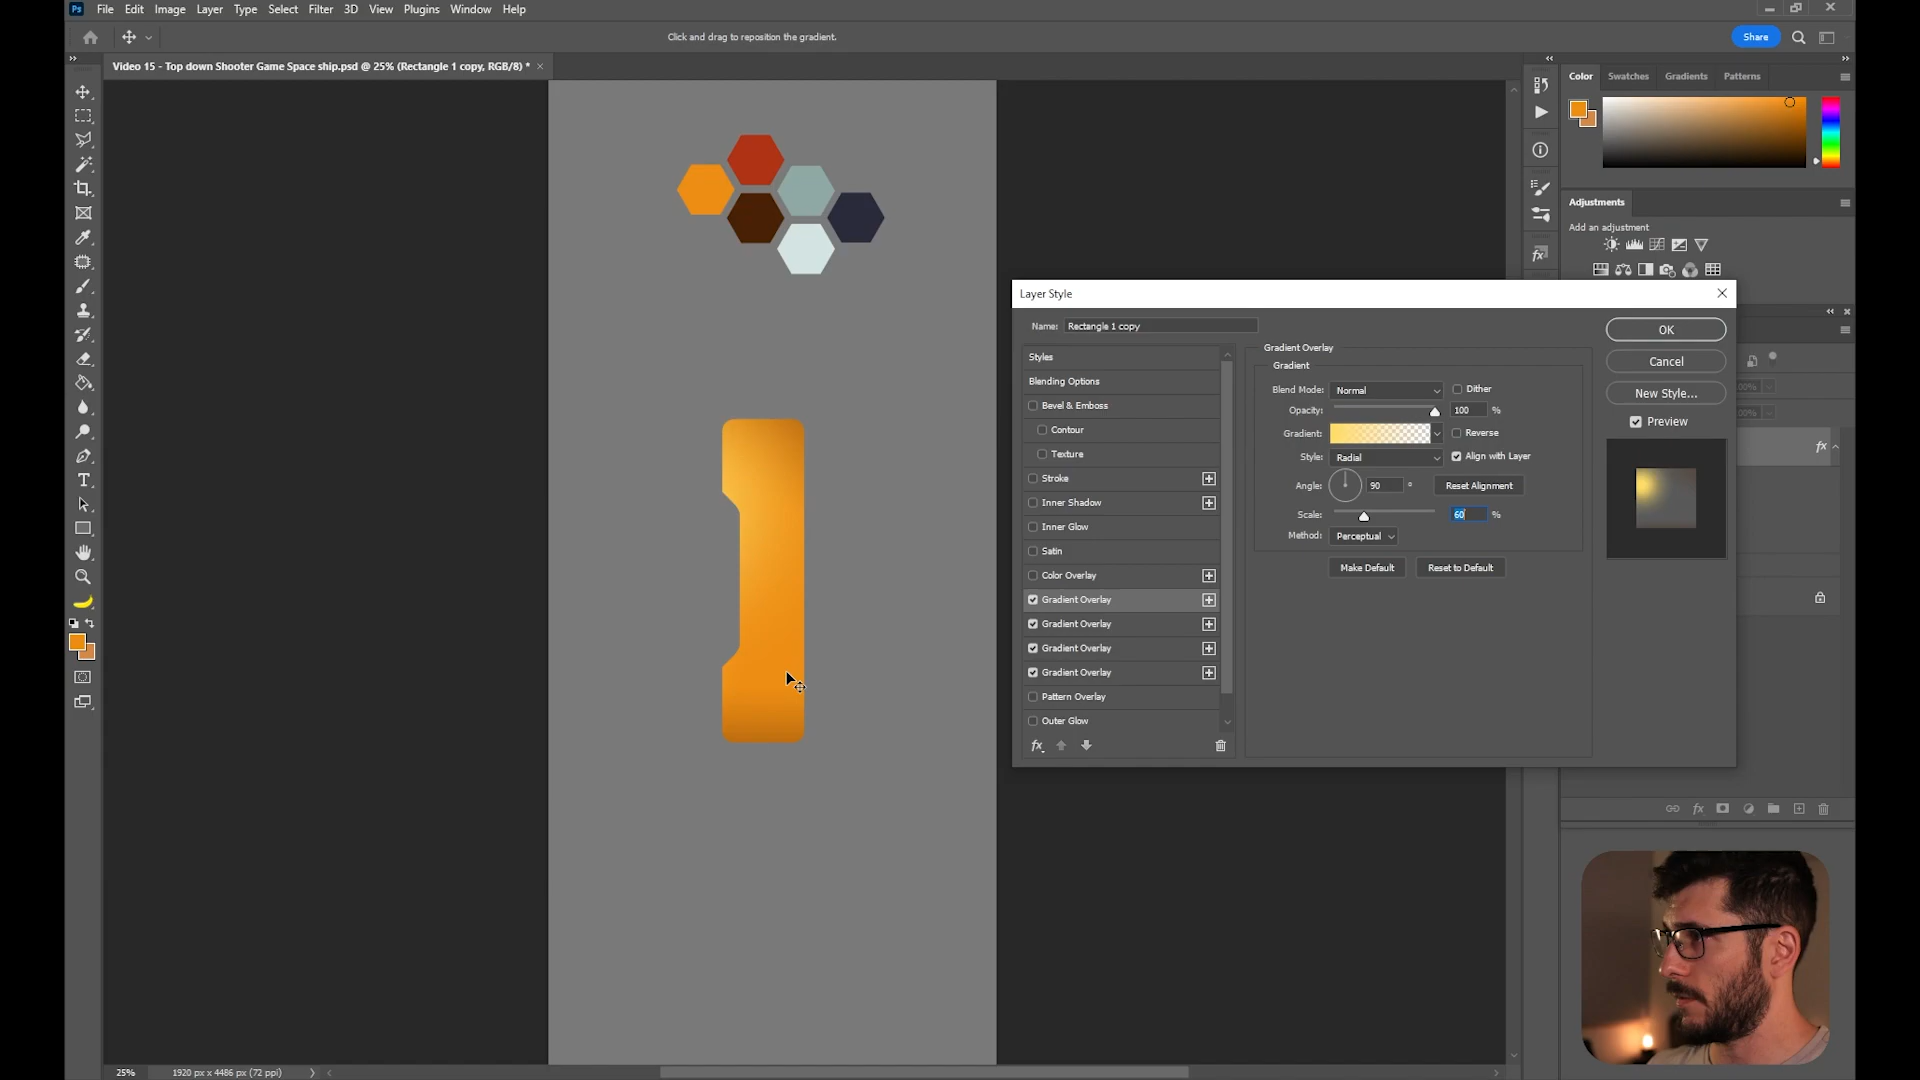 Ps File Edit Image Layer Type Select Filter 3D View Plugins Window Help
Click and drag to reposition the gradient.
Share
Video 15 - Top down Shooter Game Space ship.psd @ 25% (Rectangle 1 copy, RGB/8) *
Color Swatches Gradients Patterns
Adjustments
Add an adjustment
Layer Style
Name: Rectangle 1 copy
Styles
Blending Options
Bevel & Emboss
Contour
Texture
Stroke
Inner Shadow
Inner Glow
Satin
Color Overlay
Gradient Overlay
Gradient Overlay
Gradient Overlay
Gradient Overlay
Pattern Overlay
Outer Glow
fx
Gradient Overlay
Gradient
Blend Mode: Normal Dither
Opacity: 100 %
Gradient: Reverse
Style: Radial Align with Layer
Angle: 90 ° Reset Alignment
Scale: 60 %
Method: Perceptual
Make Default Reset to Default
OK
Cancel
New Style...
Preview
fx
fx
25% 1920 px x 4486 px (72 ppi)